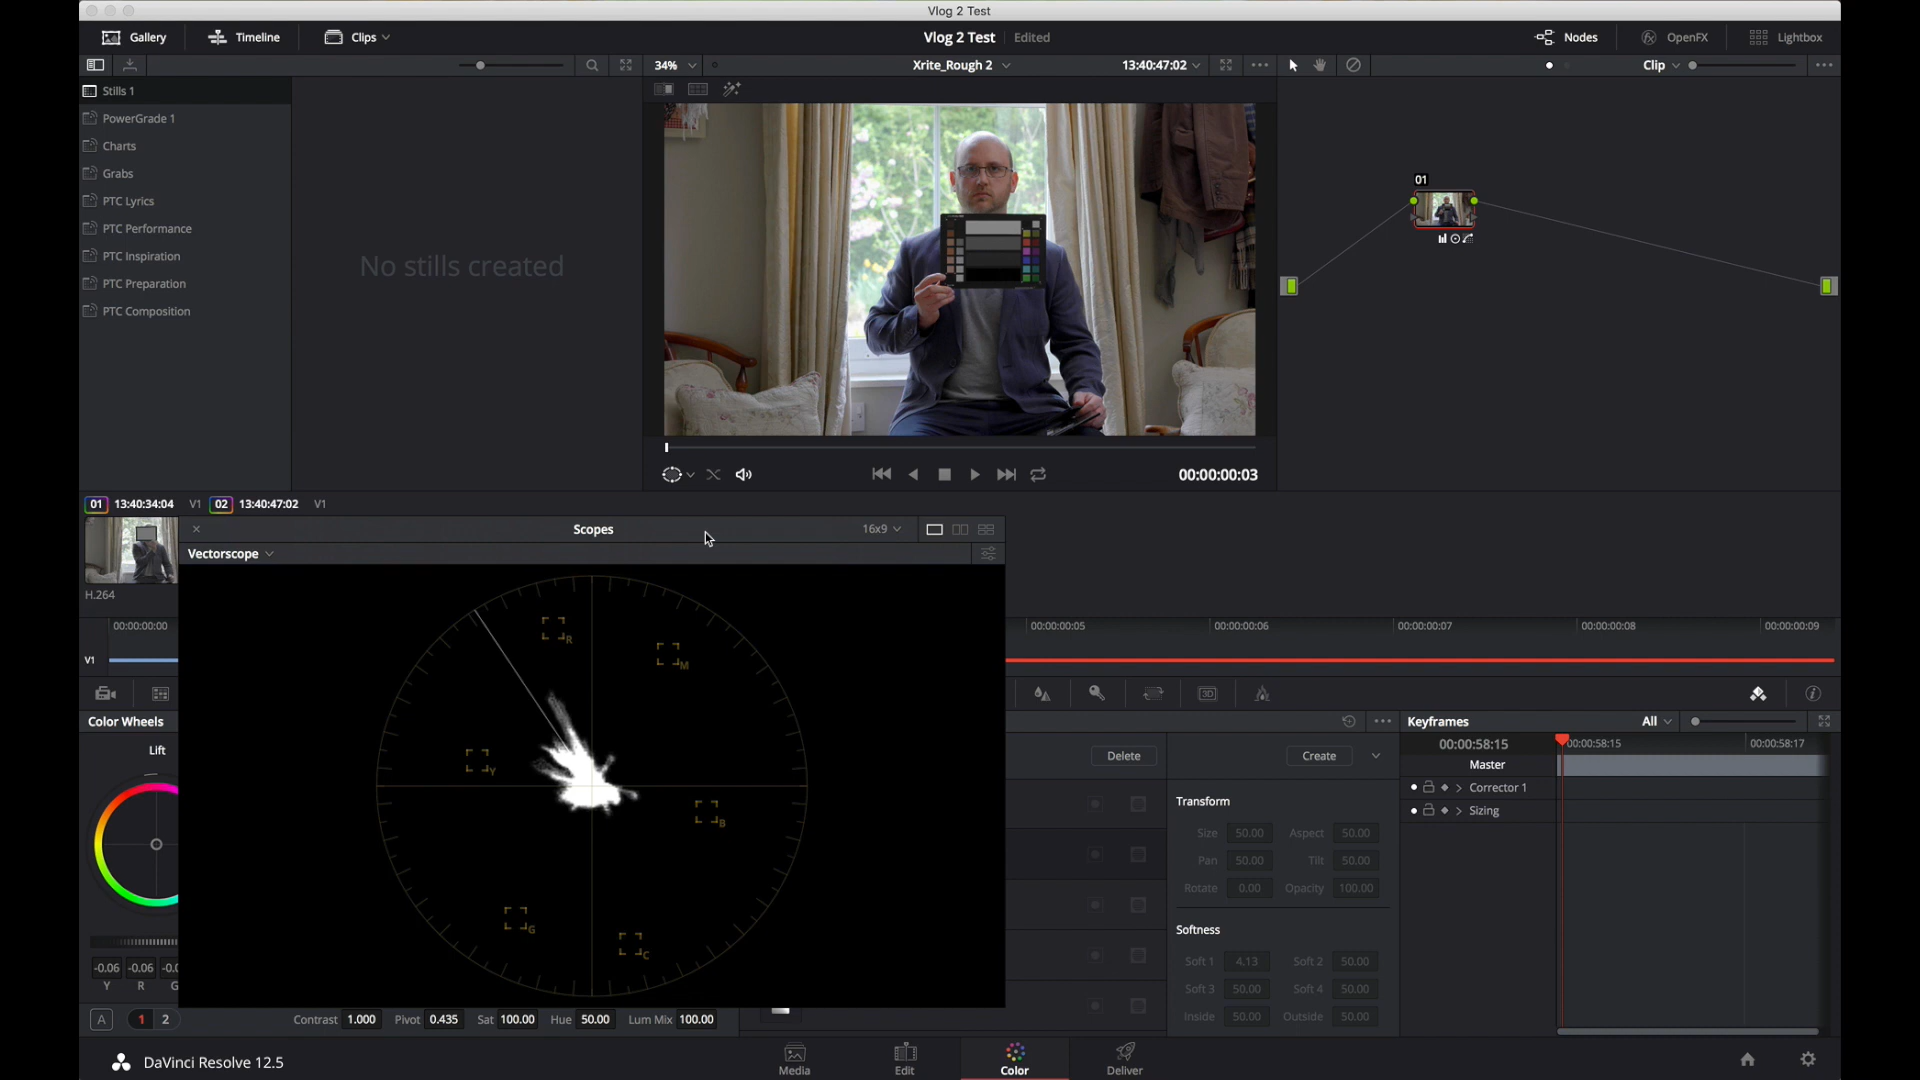 Vlog 2 Test
Gallery Timeline Clips Vlog 2 Test Edited Nodes OpenFX Lightbox
34% Xrite_Rough 2 13:40:47:02 Clip
Stills 1
PowerGrade 1
Charts
Grabs
PTC Lyrics
PTC Performance
PTC Inspiration
PTC Preparation
PTC Composition
No stills created
01
00:00:00:03
01 13:40:34:04 V1 02 13:40:47:02 V1
Scopes 16x9
Vectorscope
H.264
R
M
Y
B
G
C
00:00:00:00 00:00:00:05 00:00:00:06 00:00:00:07 00:00:00:08 00:00:00:09
V1
3D
Color Wheels Keyframes All
Lift
Delete Create
00:00:58:15 00:00:58:15 00:00:58:17
Master
Corrector 1
Sizing
Transform
Size 50.00 Aspect 50.00
Pan 50.00 Tilt 50.00
Rotate 0.00 Opacity 100.00
Softness
Soft 1 4.13 Soft 2 50.00
Soft 3 50.00 Soft 4 50.00
Inside 50.00 Outside 50.00
-0.06 -0.06 -0.0
Y R G
A 1 2 Contrast 1.000 Pivot 0.435 Sat 100.00 Hue 50.00 Lum Mix 100.00
DaVinci Resolve 12.5 Media Edit Color Deliver